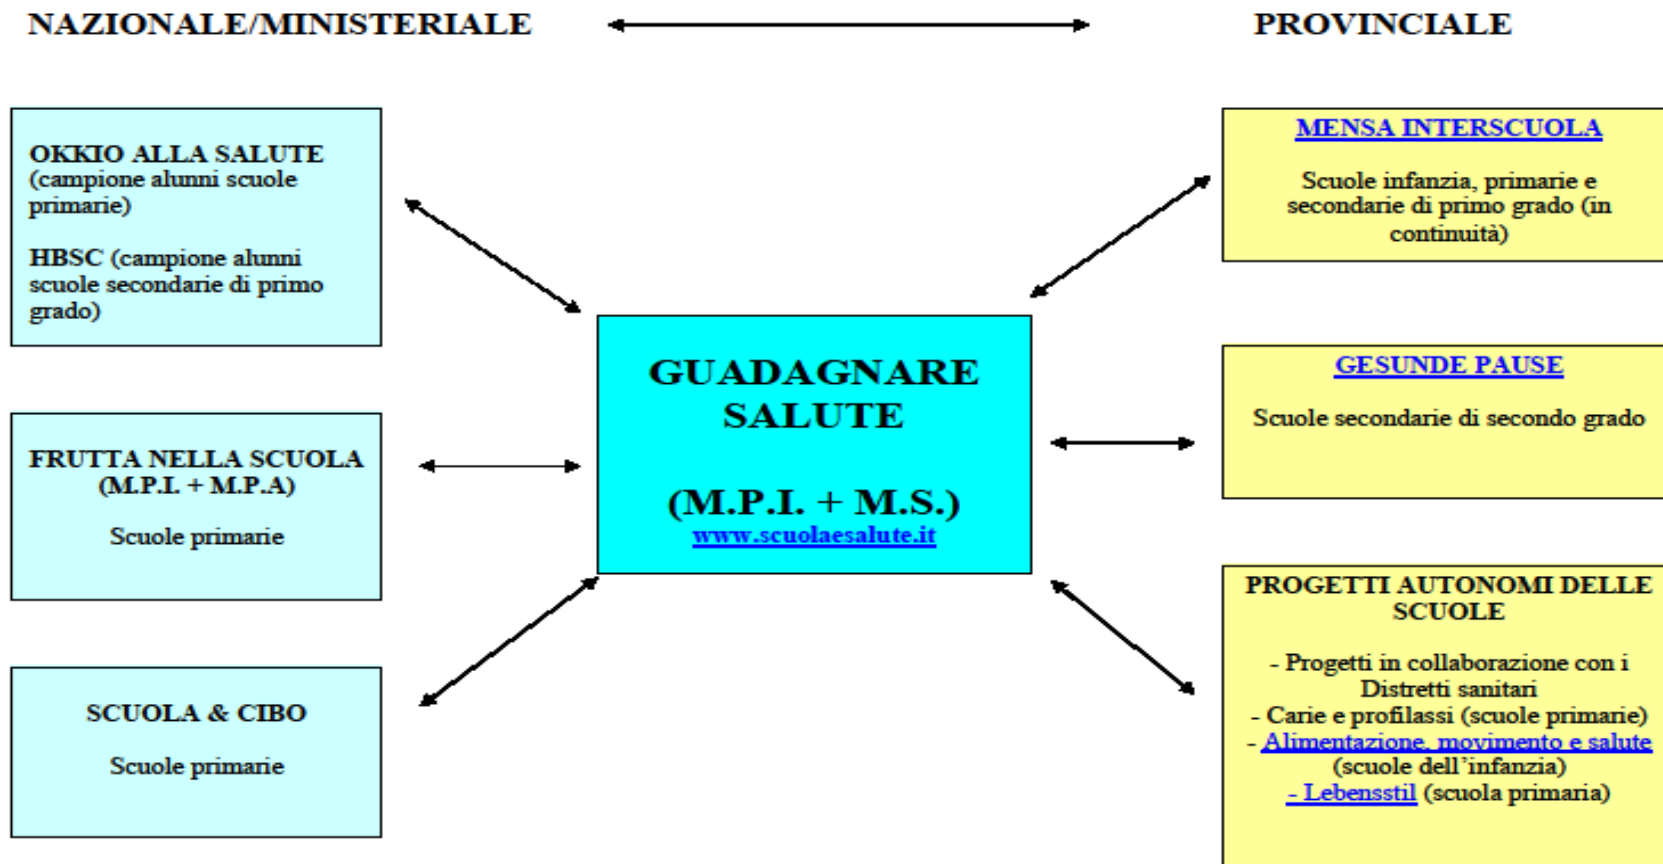 NAZIONALE/MINISTERIALE
PROVINCIALE
OKKIO ALLA SALUTE
(campione alunni scuole
primarie)
HBSC (campione alunni
scuole secondarie di primo
grado)
FRUTTA NELLA SCUOLA
(M.P.I. + M.P.A)
Scuole primarie
SCUOLA & CIBO
Scuole primarie
GUADAGNARE
SALUTE
(M.P.I. + M.S.)
www.scuolaesalute.it
MENSA INTERSCUOLA
Scuole infanzia, primarie e
secondarie di primo grado (in
continuità)
GESUNDE PAUSE
Scuole secondarie di secondo grado
PROGETTI AUTONOMI DELLE
SCUOLE
- Progetti in collaborazione con i
Distretti sanitari
- Carie e profilassi (scuole primarie)
- Alimentazione, movimento e salute
(scuole dell'infanzia)
- Lebensstil (scuola primaria)